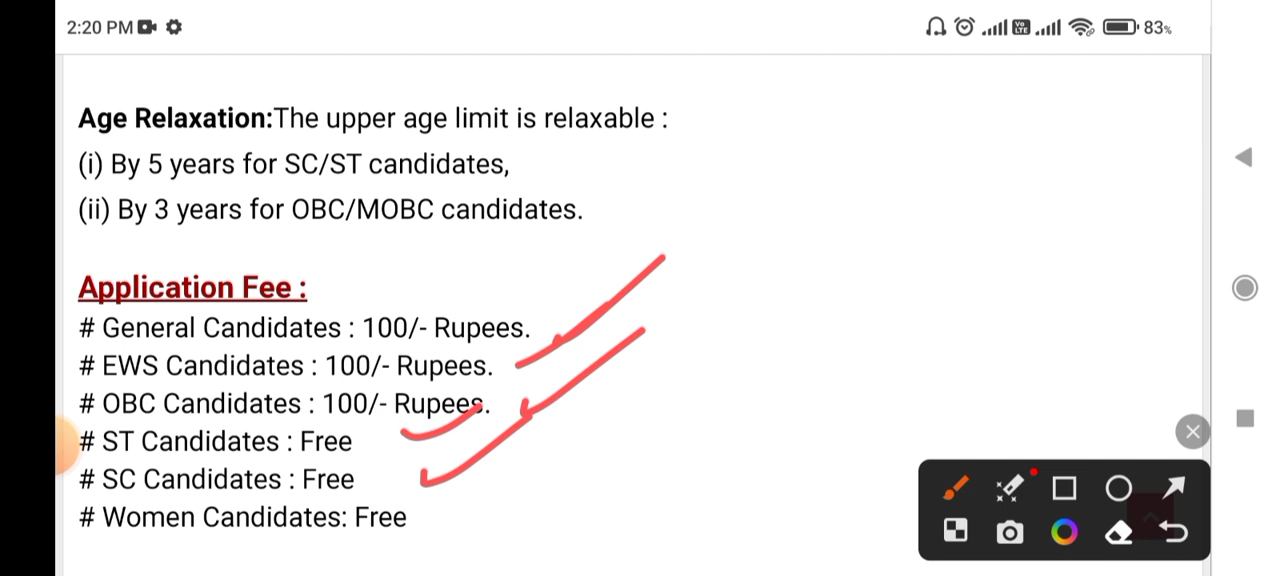 2:20 PM
Vo LTE
83%
Age Relaxation:The upper age limit is relaxable :
(i) By 5 years for SC/ST candidates,
(ii) By 3 years for OBC/MOBC candidates.
Application Fee :
# General Candidates : 100/- Rupees.
# EWS Candidates : 100/- Rupees.
# OBC Candidates : 100/- Rupees.
# ST Candidates : Free
# SC Candidates : Free
# Women Candidates: Free